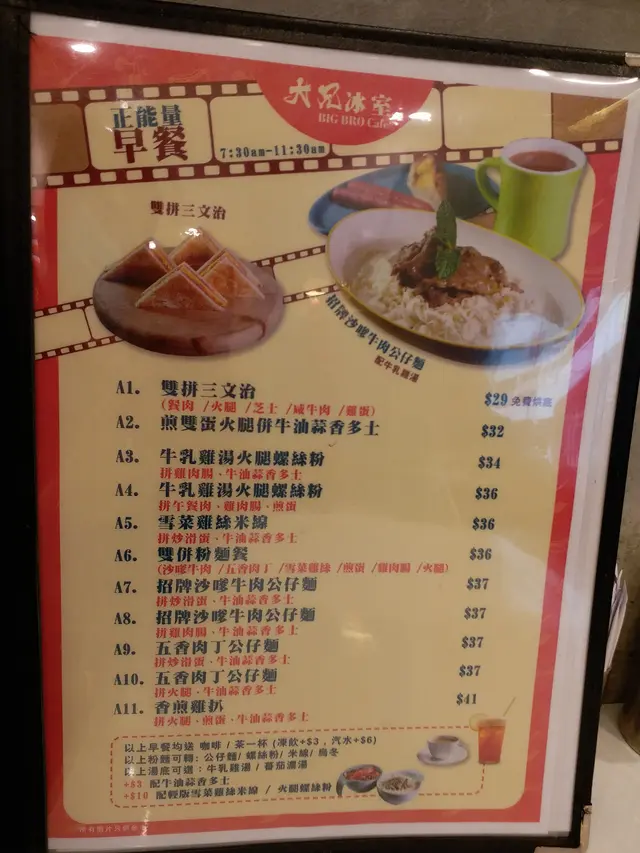 大兄冰室
BIG BRO Cafe
正能量
早餐
7:30am-11:30am
雙拼三文治
招牌沙嗲牛肉公仔麵
配牛乳雞湯
A1. 雙拼三文治 $29 免費烘底
(餐肉 /火腿 /芝士 /咸牛肉 /雞蛋)
A2. 煎雙蛋火腿併牛油蒜香多士 $32
A3. 牛乳雞湯火腿螺絲粉 $34
拼雞肉腸、牛油蒜香多士
A4. 牛乳雞湯火腿螺絲粉 $36
拼午餐肉、雞肉腸、煎蛋
A5. 雪菜雞絲米線 $36
拼炒滑蛋、牛油蒜香多士
A6. 雙併粉麵餐 $36
(沙嗲牛肉 /五香肉丁 /雪菜雞絲 /煎蛋 /雞肉腸 /火腿)
A7. 招牌沙嗲牛肉公仔麵 $37
拼炒滑蛋、牛油蒜香多士
A8. 招牌沙嗲牛肉公仔麵 $37
拼雞肉腸、牛油蒜香多士
A9. 五香肉丁公仔麵 $37
拼炒滑蛋、牛油蒜香多士
A10. 五香肉丁公仔麵 $37
拼火腿、牛油蒜香多士
A11. 香煎雞扒 $41
拼火腿、煎蛋、牛油蒜香多士
以上早餐均送 咖啡 / 茶一杯 (凍飲+$3 , 汽水+$6)
以上粉麵可轉: 公仔麵/ 螺絲粉/ 米線/ 烏冬
以上湯底可選: 牛乳雞湯 / 蕃茄濃湯
+$3 配牛油蒜香多士
+$10 配輕版雪菜雞絲米線 / 火腿螺絲粉